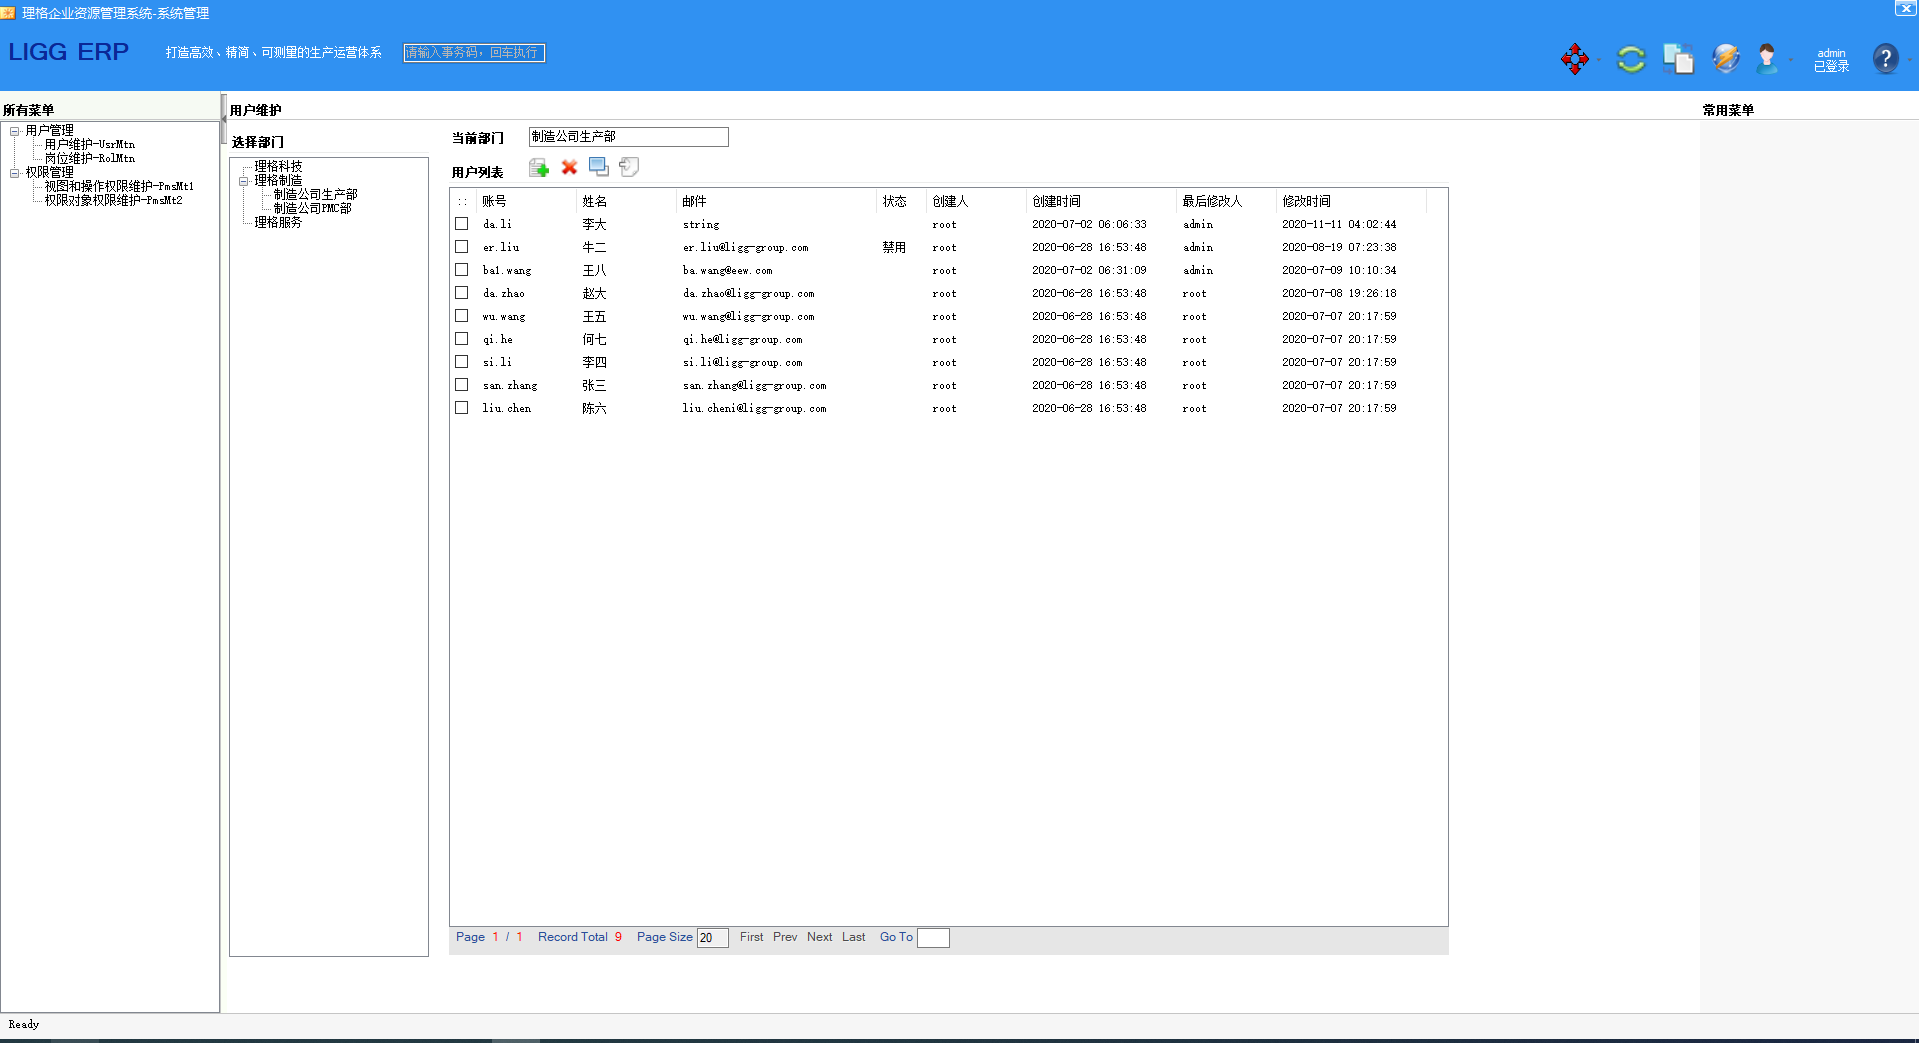 理格企业资源管理系统-系统管理
LIGG ERP
打造高效、精简、可测量的生产运营体系
请输入事务码，回车执行
admin
已登录
所有菜单
用户管理
用户维护-UsrMtn
岗位维护-RolMtn
权限管理
视图和操作权限维护-PmsMt1
权限对象权限维护-PmsMt2
用户维护
选择部门
理格科技
理格制造
制造公司生产部
制造公司PMC部
理格服务
当前部门 制造公司生产部
用户列表
账号 姓名 邮件 状态 创建人 创建时间 最后修改人 修改时间
da.li 李大 string root 2020-07-02 06:06:33 admin 2020-11-11 04:02:44
er.liu 牛二 er.liu@ligg-group.com 禁用 root 2020-06-28 16:53:48 admin 2020-08-19 07:23:38
ba1.wang 王八 ba.wang@eew.com root 2020-07-02 06:31:09 admin 2020-07-09 10:10:34
da.zhao 赵大 da.zhao@ligg-group.com root 2020-06-28 16:53:48 root 2020-07-08 19:26:18
wu.wang 王五 wu.wang@ligg-group.com root 2020-06-28 16:53:48 root 2020-07-07 20:17:59
qi.he 何七 qi.he@ligg-group.com root 2020-06-28 16:53:48 root 2020-07-07 20:17:59
si.li 李四 si.li@ligg-group.com root 2020-06-28 16:53:48 root 2020-07-07 20:17:59
san.zhang 张三 san.zhang@ligg-group.com root 2020-06-28 16:53:48 root 2020-07-07 20:17:59
liu.chen 陈六 liu.cheni@ligg-group.com root 2020-06-28 16:53:48 root 2020-07-07 20:17:59
Page 1 / 1 Record Total 9 Page Size 20 First Prev Next Last Go To
常用菜单
Ready